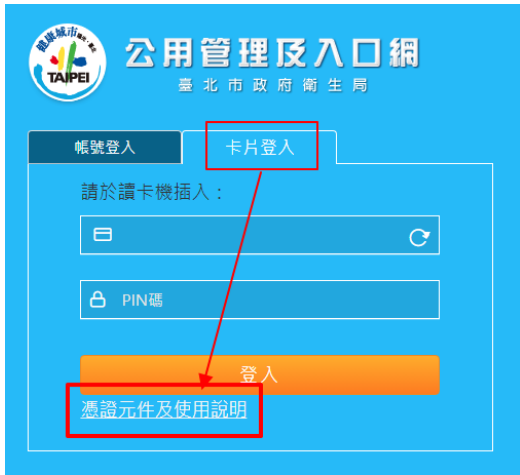 健康城市
TAIPEI
公用管理及入口網
臺北市政府衛生局
帳號登入
卡片登入
請於讀卡機插入：
PIN碼
登入
憑證元件及使用說明